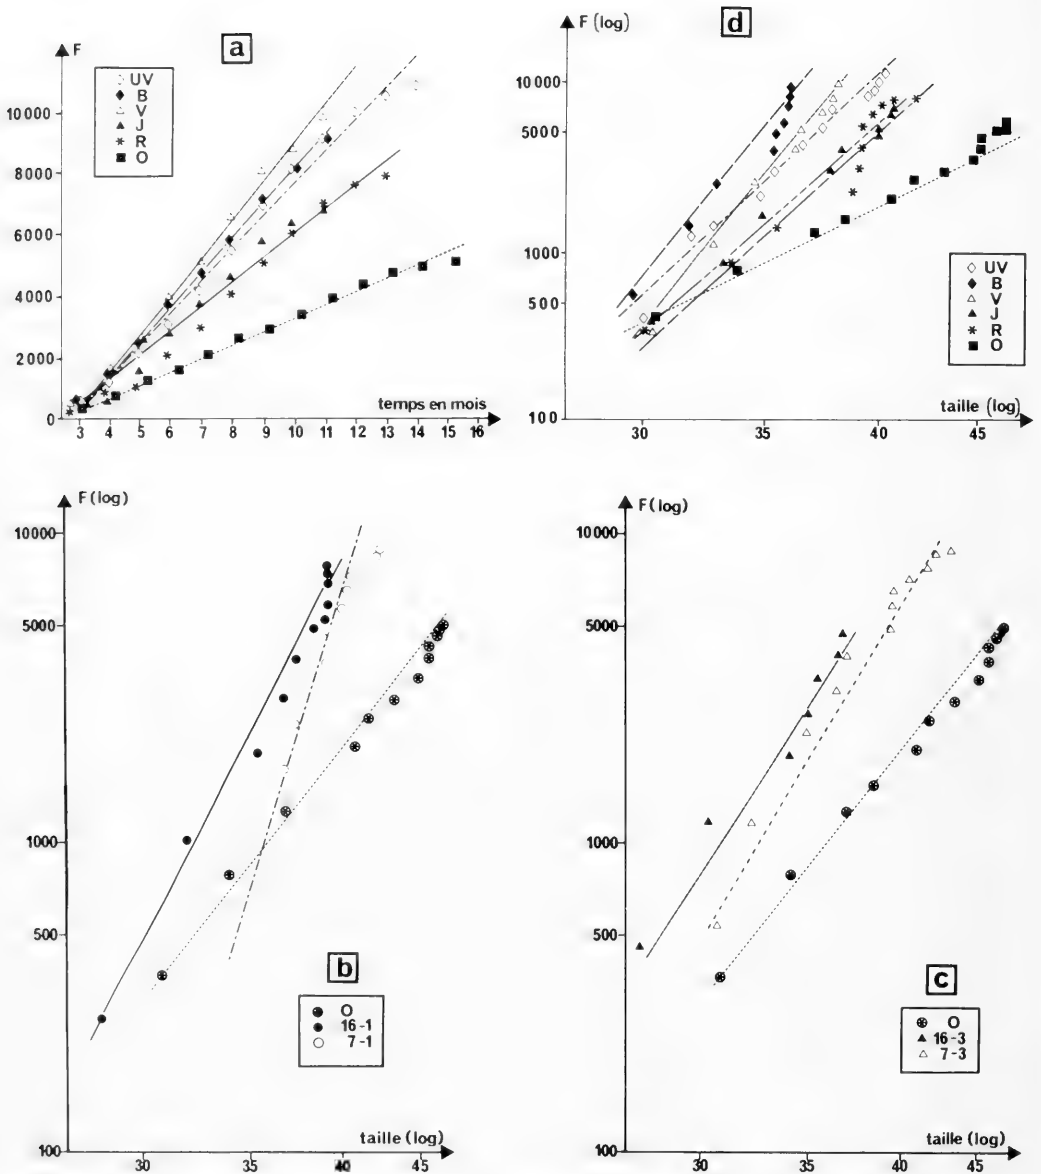 a
F
UV
B
V
J
R
O
10000
8000
6000
4000
2000
0
temps en mois
3 4 5 6 7 8 9 10 11 12 13 14 15 16
d
F (log)
10000
5000
1000
500
100
UV
B
V
J
R
O
taille (log)
30 35 40 45
F (log)
10000
5000
1000
500
100
b
O
16-1
7-1
taille (log)
30 40 45
F (log)
10000
5000
1000
500
100
c
O
16-3
7-3
taille (log)
30 35 40 45